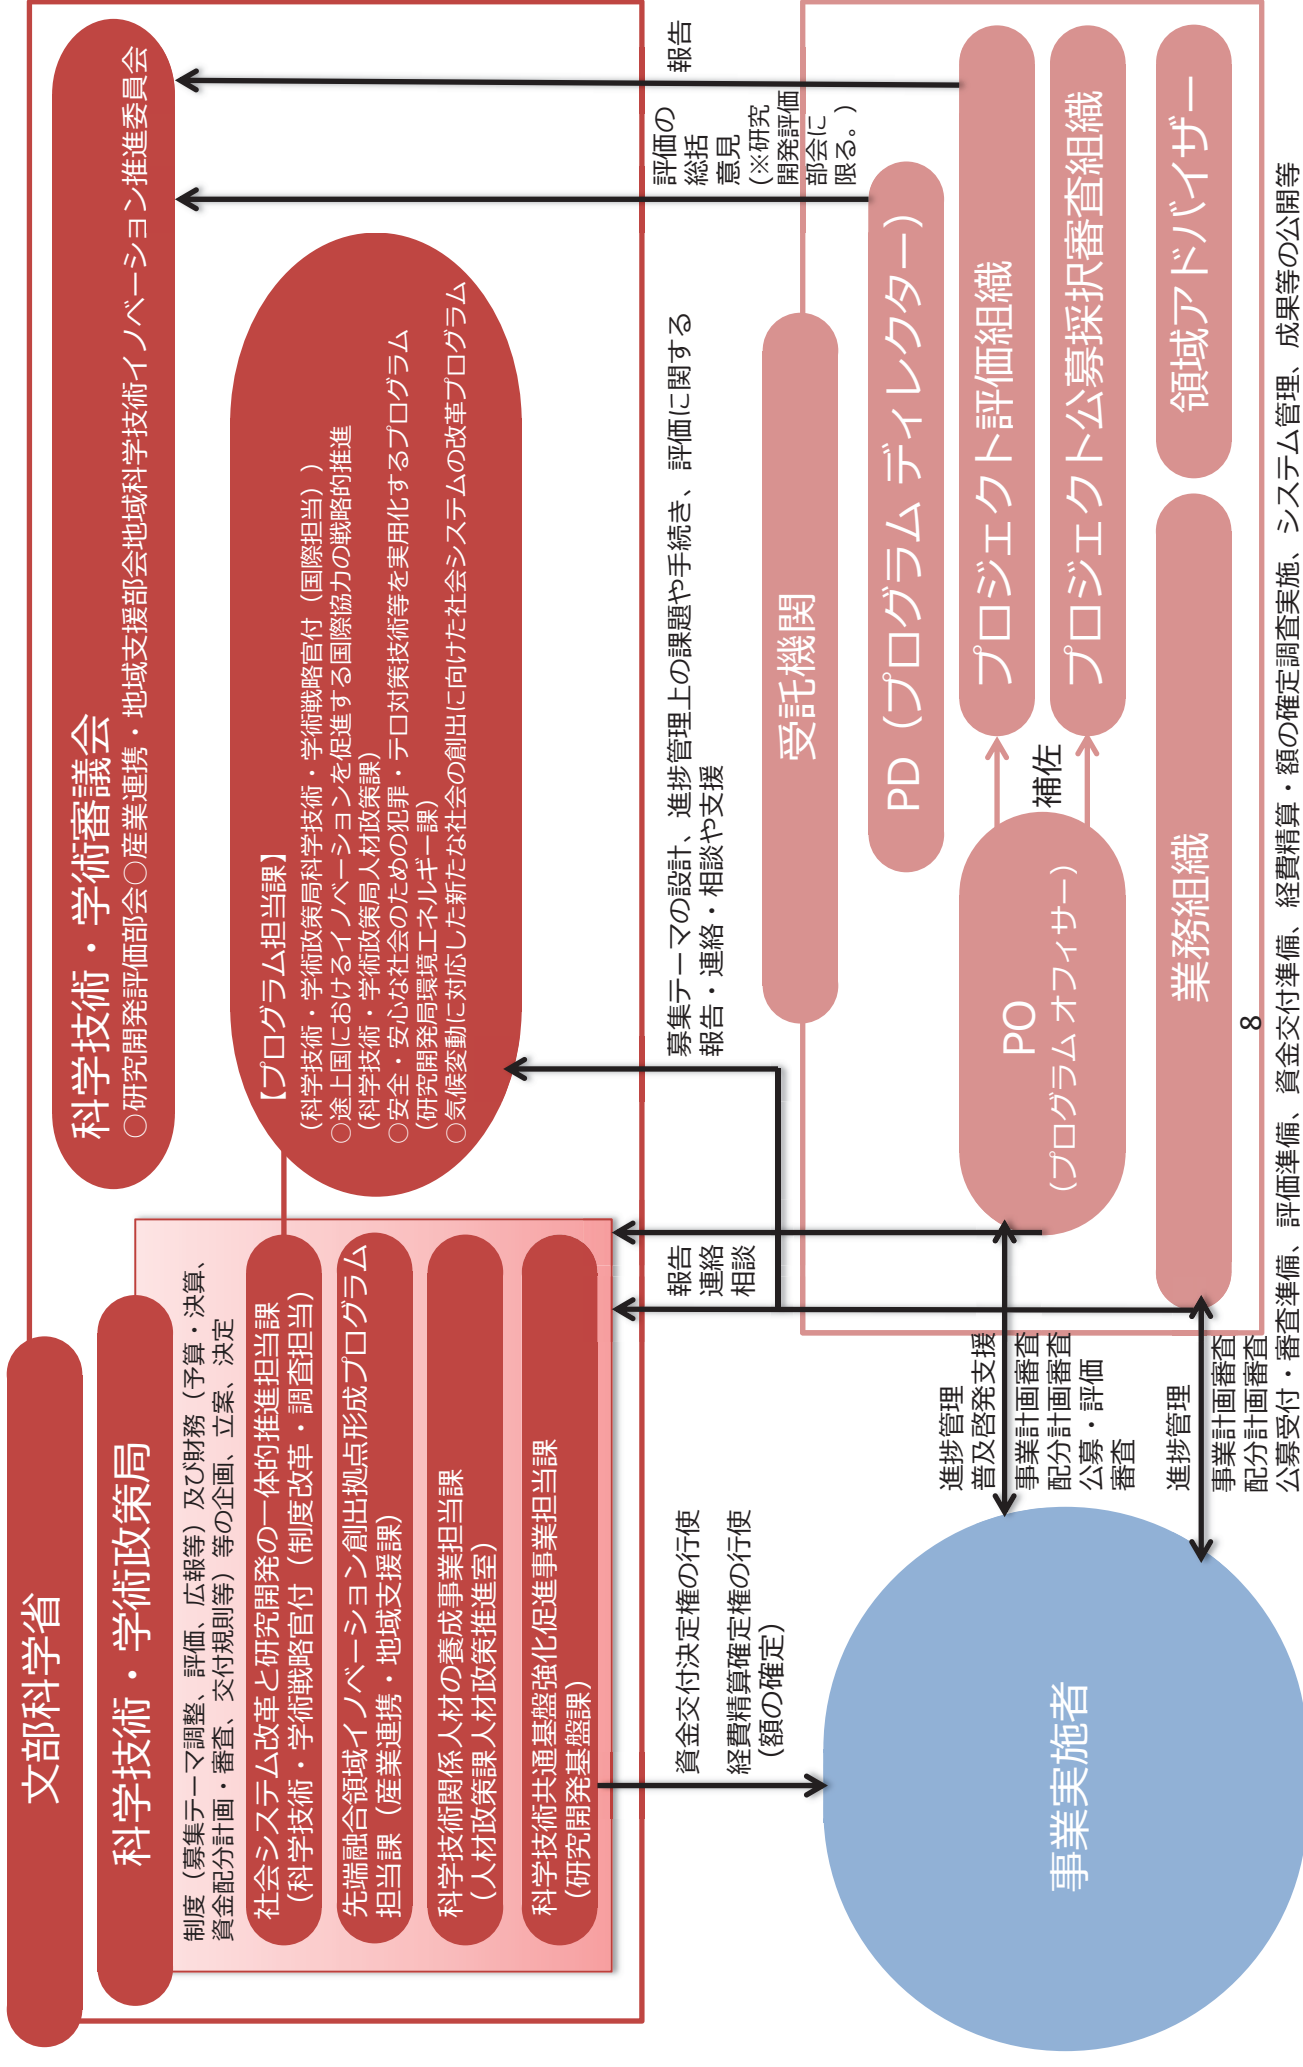 文部科学省
科学技術・学術政策局
制度（募集テーマ調整、評価、広報等）及び財務（予算・決算、
資金配分計画・審査、交付規則等）等の企画、立案、決定
社会システム改革と研究開発の一体的推進担当課
（科学技術・学術戦略官付（制度改革・調査担当）
先端融合領域イノベーション創出拠点形成プログラム
担当課（産業連携・地域支援課）
科学技術関係人材の養成事業担当課
（人材政策課人材政策推進室）
科学技術共通基盤強化促進事業担当課
（研究開発基盤課）
科学技術・学術審議会
○研究開発評価部会○産業連携・地域支援部会地域科学技術イノベーション推進委員会
【プログラム担当課】
（科学技術・学術政策局科学技術・学術戦略官付（国際担当））
○途上国におけるイノベーションを促進する国際協力の戦略的推進
（科学技術・学術政策局人材政策課）
○安全・安心な社会のための犯罪・テロ対策技術等を実用化するプログラム
（研究開発局環境エネルギー課）
○気候変動に対応した新たな社会の創出に向けた社会システムの改革プログラム
資金交付決定権の行使
経費精算確定権の行使
（額の確定）
報告
連絡
相談
募集テーマの設計、進捗管理上の課題や手続き、評価に関する
報告・連絡・相談や支援
評価の
総括
意見
（※研究
開発評価
部会に
限る。）
報告
受託機関
PD（プログラム ディレクター）
プロジェクト評価組織
プロジェクト公募採択審査組織
補佐
PO
（プログラム オフィサー）
業務組織
領域アドバイザー
進捗管理
普及啓発支援
事業計画審査
配分計画審査
公募・評価
審査
進捗管理
事業計画審査
配分計画審査
公募受付・審査準備、評価準備、資金交付準備、経費精算・額の確定調査実施、システム管理、成果等の公開等
事業実施者
8